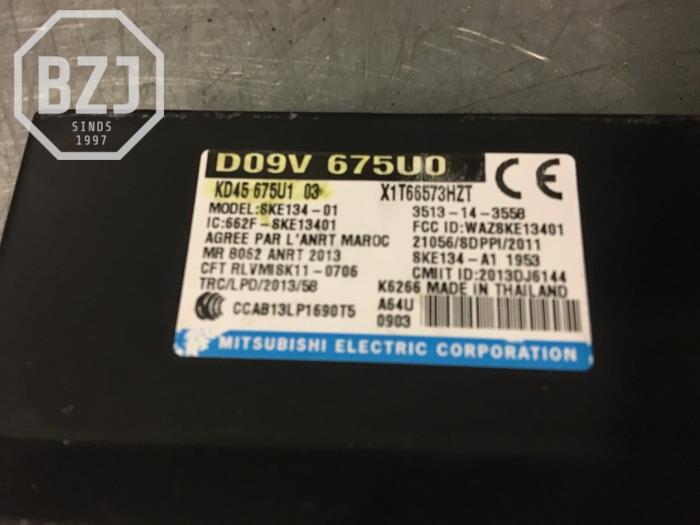 BZJ
SINDS
1997
D09V 675U0
KD45 675U1 03 X1T66573HZT
MODEL:SKE134-01 3513-14-3558
IC:662F-SKE13401 FCC ID:WAZSKE13401
AGREE PAR L'ANRT MAROC 21056/SDPPI/2011
MR 8062 ANRT 2013 SKE134-A1 1953
CFT RLVMISK11-0706 CMIIT ID:2013DJ6144
TRC/LPD/2013/58 K6266 MADE IN THAILAND
CCAB13LP1690T5 A64U
0903
CE
MITSUBISHI ELECTRIC CORPORATION